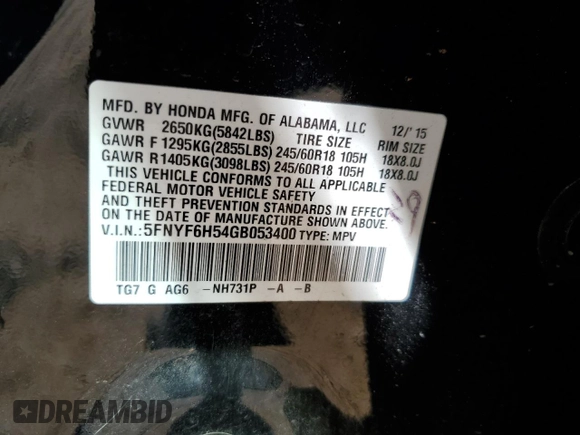 MFD. BY HONDA MFG. OF ALABAMA, LLC 12/'15
GVWR 2650KG(5842LBS) TIRE SIZE RIM SIZE
GAWR F 1295KG(2855LBS) 245/60R18 105H 18X8.0J
GAWR R 1405KG(3098LBS) 245/60R18 105H 18X8.0J
THIS VEHICLE CONFORMS TO ALL APPLICABLE
FEDERAL MOTOR VEHICLE SAFETY
AND THEFT PREVENTION STANDARDS IN EFFECT
ON THE DATE OF MANUFACTURE SHOWN ABOVE.
V.I.N.: 5FNYF6H54GB053400 TYPE: MPV
TG7 G AG6 -NH731P -A -B
DREAMBID